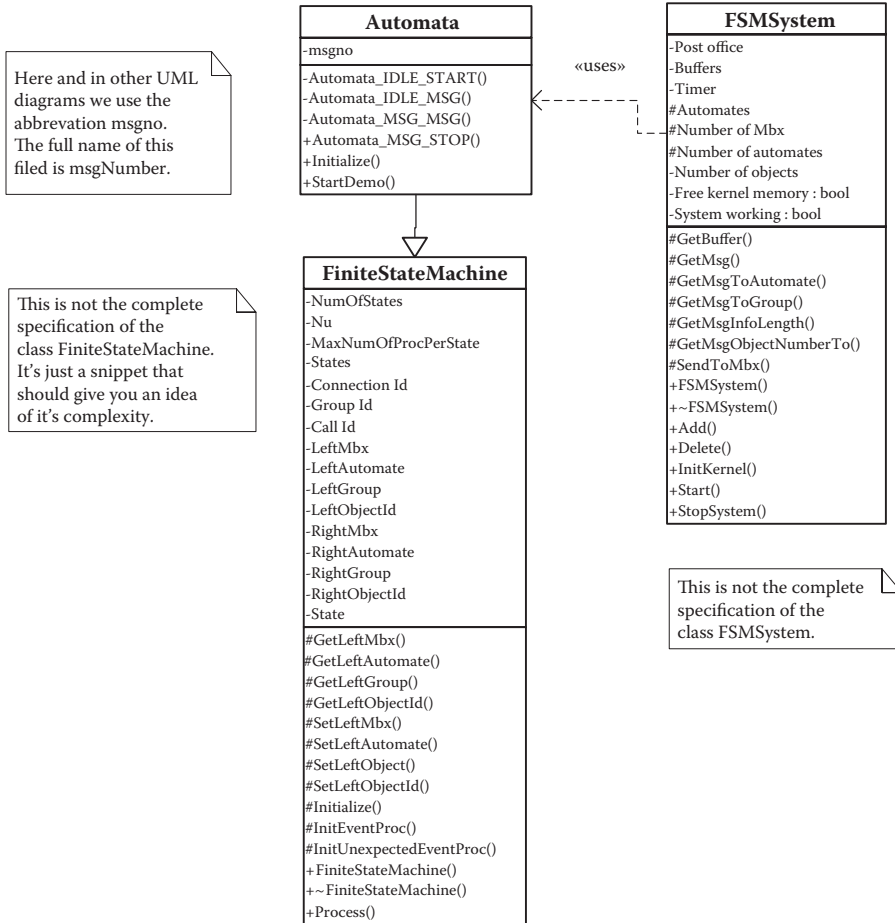 Here and in other UML
diagrams we use the
abbrevation msgno.
The full name of this
filed is msgNumber.
Automata
-msgno
-Automata_IDLE_START()
-Automata_IDLE_MSG()
-Automata_MSG_MSG()
+Automata_MSG_STOP()
+Initialize()
+StartDemo()
«uses»
FSMSystem
-Post office
-Buffers
-Timer
#Automates
#Number of Mbx
#Number of automates
-Number of objects
-Free kernel memory : bool
-System working : bool
#GetBuffer()
#GetMsg()
#GetMsgToAutomate()
#GetMsgToGroup()
#GetMsgInfoLength()
#GetMsgObjectNumberTo()
#SendToMbx()
+FSMSystem()
+~FSMSystem()
+Add()
+Delete()
+InitKernel()
+Start()
+StopSystem()
This is not the complete
specification of the
class FiniteStateMachine.
It's just a snippet that
should give you an idea
of it's complexity.
FiniteStateMachine
-NumOfStates
-Nu
-MaxNumOfProcPerState
-States
-Connection Id
-Group Id
-Call Id
-LeftMbx
-LeftAutomate
-LeftGroup
-LeftObjectId
-RightMbx
-RightAutomate
-RightGroup
-RightObjectId
-State
#GetLeftMbx()
#GetLeftAutomate()
#GetLeftGroup()
#GetLeftObjectId()
#SetLeftMbx()
#SetLeftAutomate()
#SetLeftObject()
#SetLeftObjectId()
#Initialize()
#InitEventProc()
#InitUnexpectedEventProc()
+FiniteStateMachine()
+~FiniteStateMachine()
+Process()
This is not the complete
specification of the
class FSMSystem.